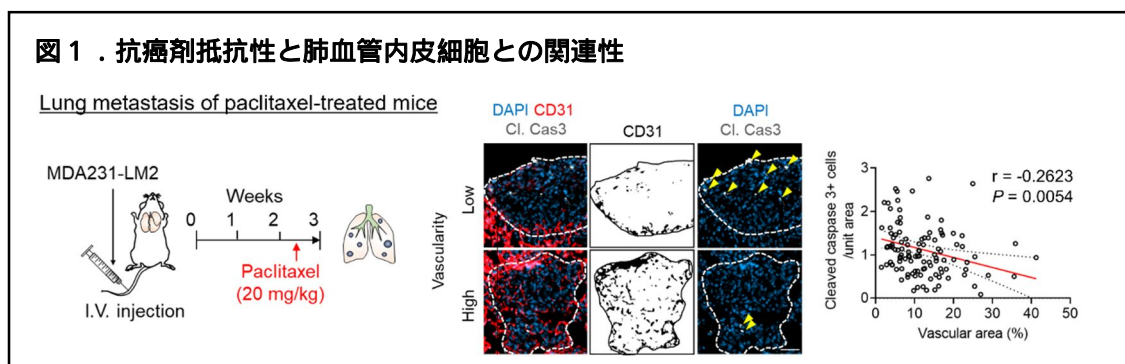 図1．抗癌剤抵抗性と肺血管内皮細胞との関連性
Lung metastasis of paclitaxel-treated mice
MDA231-LM2
I.V. injection
Weeks
0 1 2 3
Paclitaxel
(20 mg/kg)
Vascularity
Low
High
DAPI CD31
Cl. Cas3
CD31
DAPI
Cl. Cas3
Cleaved caspase 3+ cells
/unit area
3
2
1
0
r = -0.2623
P = 0.0054
0 10 20 30 40 50
Vascular area (%)